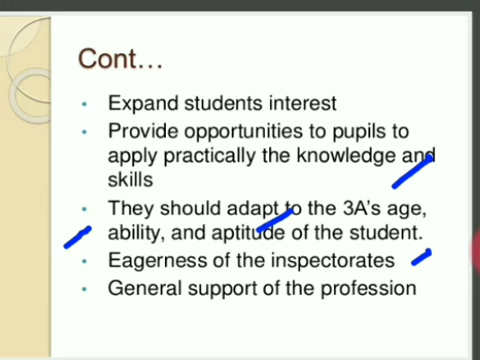 Cont…
• Expand students interest
• Provide opportunities to pupils to
apply practically the knowledge and
skills
• They should adapt to the 3A's age,
ability, and aptitude of the student.
• Eagerness of the inspectorates
• General support of the profession